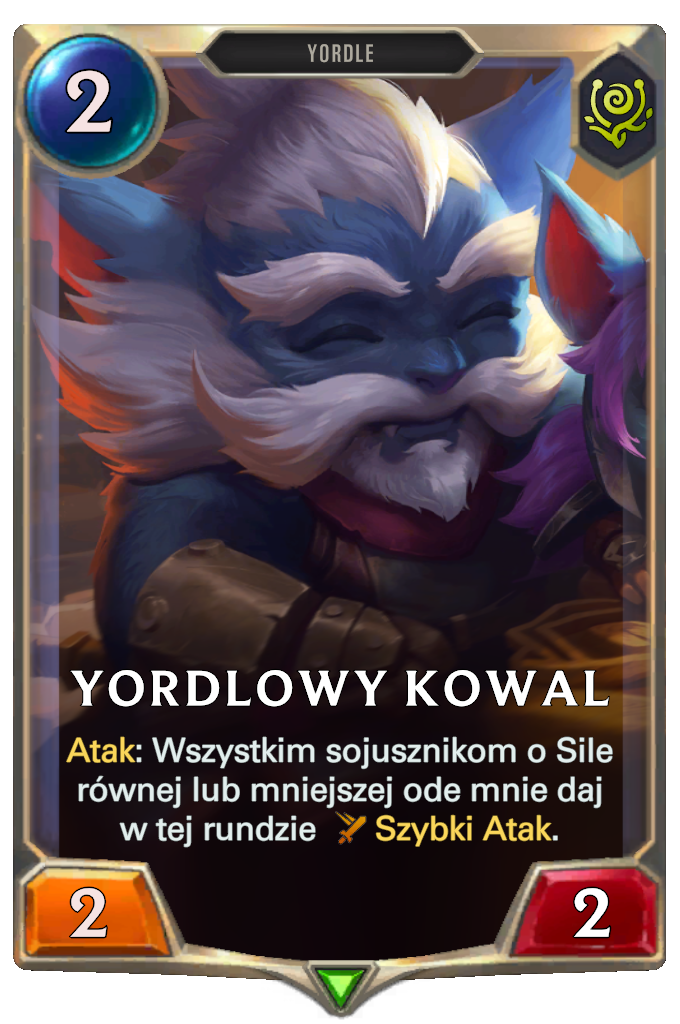 2
YORDLE
YORDLOWY KOWAL
Atak: Wszystkim sojusznikom o Sile
równej lub mniejszej ode mnie daj
w tej rundzie Szybki Atak.
2
2